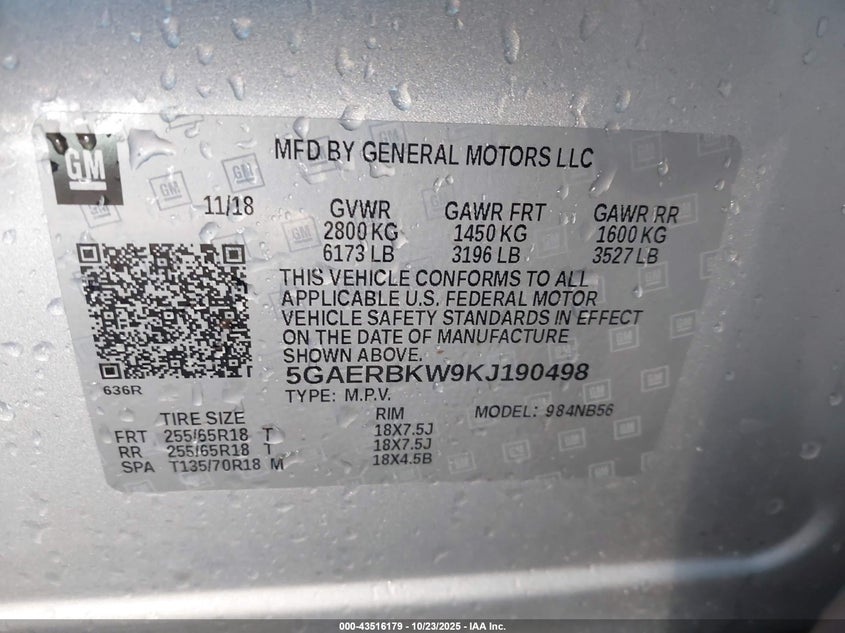 GM
MFD BY GENERAL MOTORS LLC
11/18 GVWR GAWR FRT GAWR RR
2800 KG 1450 KG 1600 KG
6173 LB 3196 LB 3527 LB
THIS VEHICLE CONFORMS TO ALL
APPLICABLE U.S. FEDERAL MOTOR
VEHICLE SAFETY STANDARDS IN EFFECT
ON THE DATE OF MANUFACTURE
SHOWN ABOVE.
5GAERBKW9KJ190498
636R
TYPE: M.P.V.
TIRE SIZE RIM MODEL: 984NB56
FRT 255/65R18 T 18X7.5J
RR 255/65R18 T 18X7.5J
SPA T135/70R18 M 18X4.5B
000-43516179 - 10/23/2025 - IAA Inc.